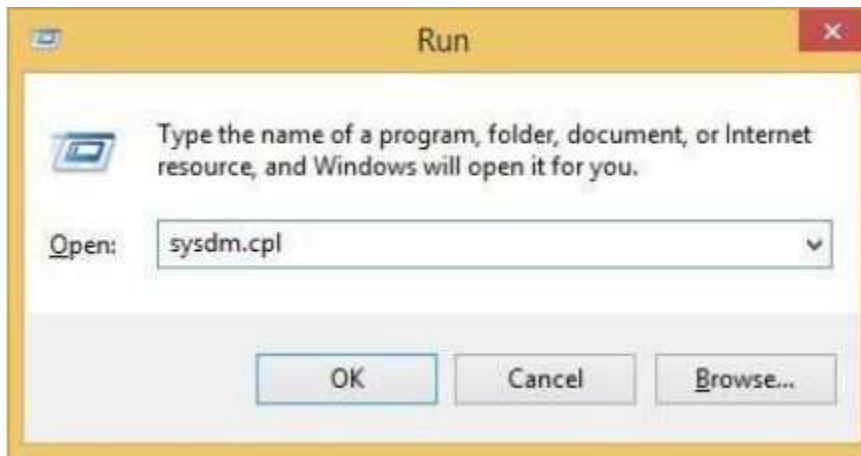 Run
Type the name of a program, folder, document, or Internet
resource, and Windows will open it for you.
Open: sysdm.cpl
OK Cancel Browse...